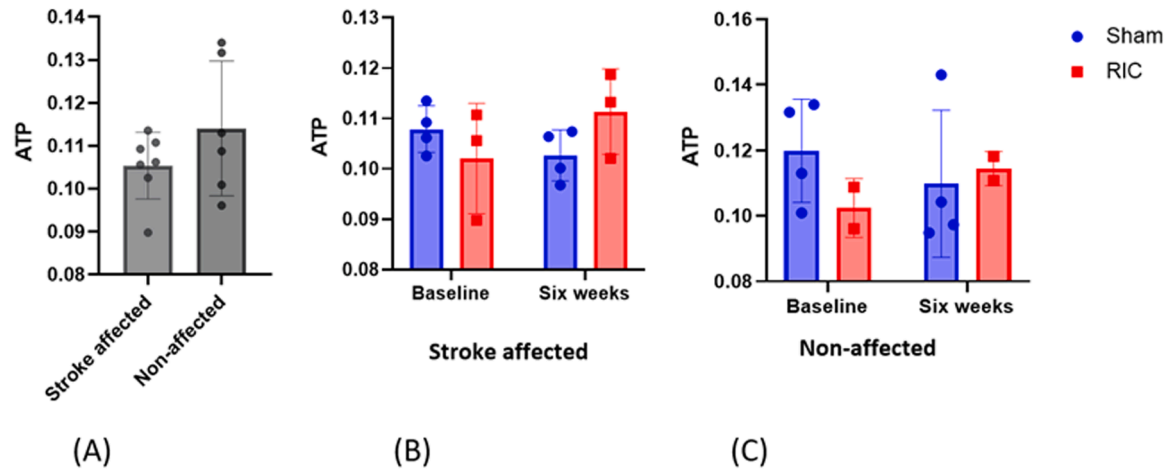 0.14
0.13
0.12
0.11
0.10
0.09
0.08
ATP
Stroke affected
Non-affected
(A)
0.13
0.12
0.11
0.10
0.09
0.08
ATP
Baseline
Six weeks
Stroke affected
(B)
0.16
0.14
0.12
0.10
0.08
ATP
Baseline
Six weeks
Non-affected
(C)
Sham
RIC